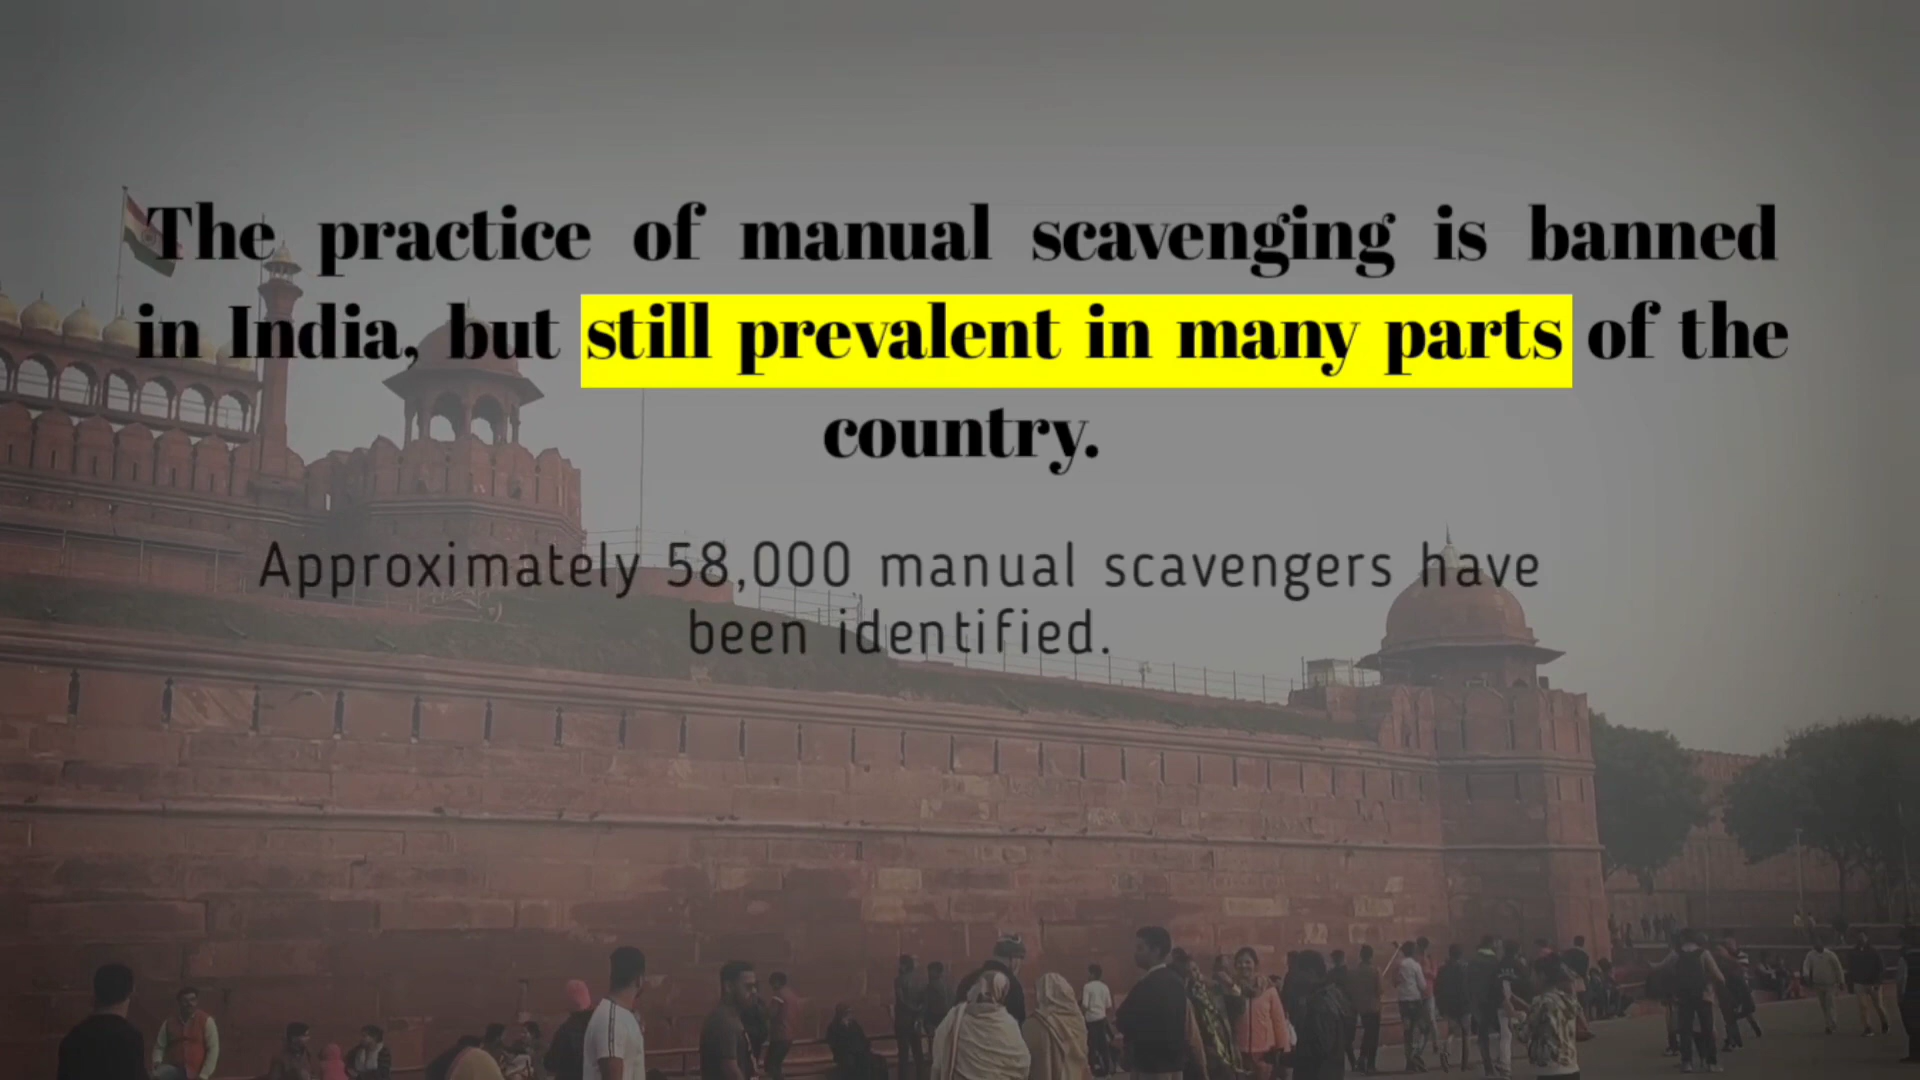 The practice of manual scavenging is banned
in India, but still prevalent in many parts of the
country.
Approximately 58,000 manual scavengers have
been identified.